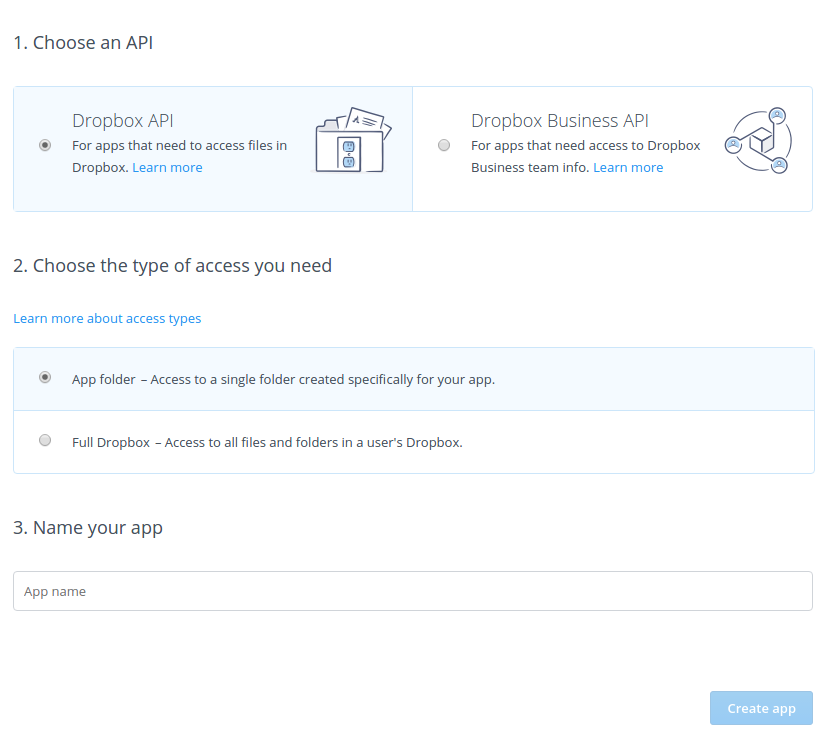 1. Choose an API
Dropbox API
For apps that need to access files in
Dropbox. Learn more
Dropbox Business API
For apps that need access to Dropbox
Business team info. Learn more
2. Choose the type of access you need
Learn more about access types
App folder – Access to a single folder created specifically for your app.
Full Dropbox – Access to all files and folders in a user's Dropbox.
3. Name your app
App name
Create app